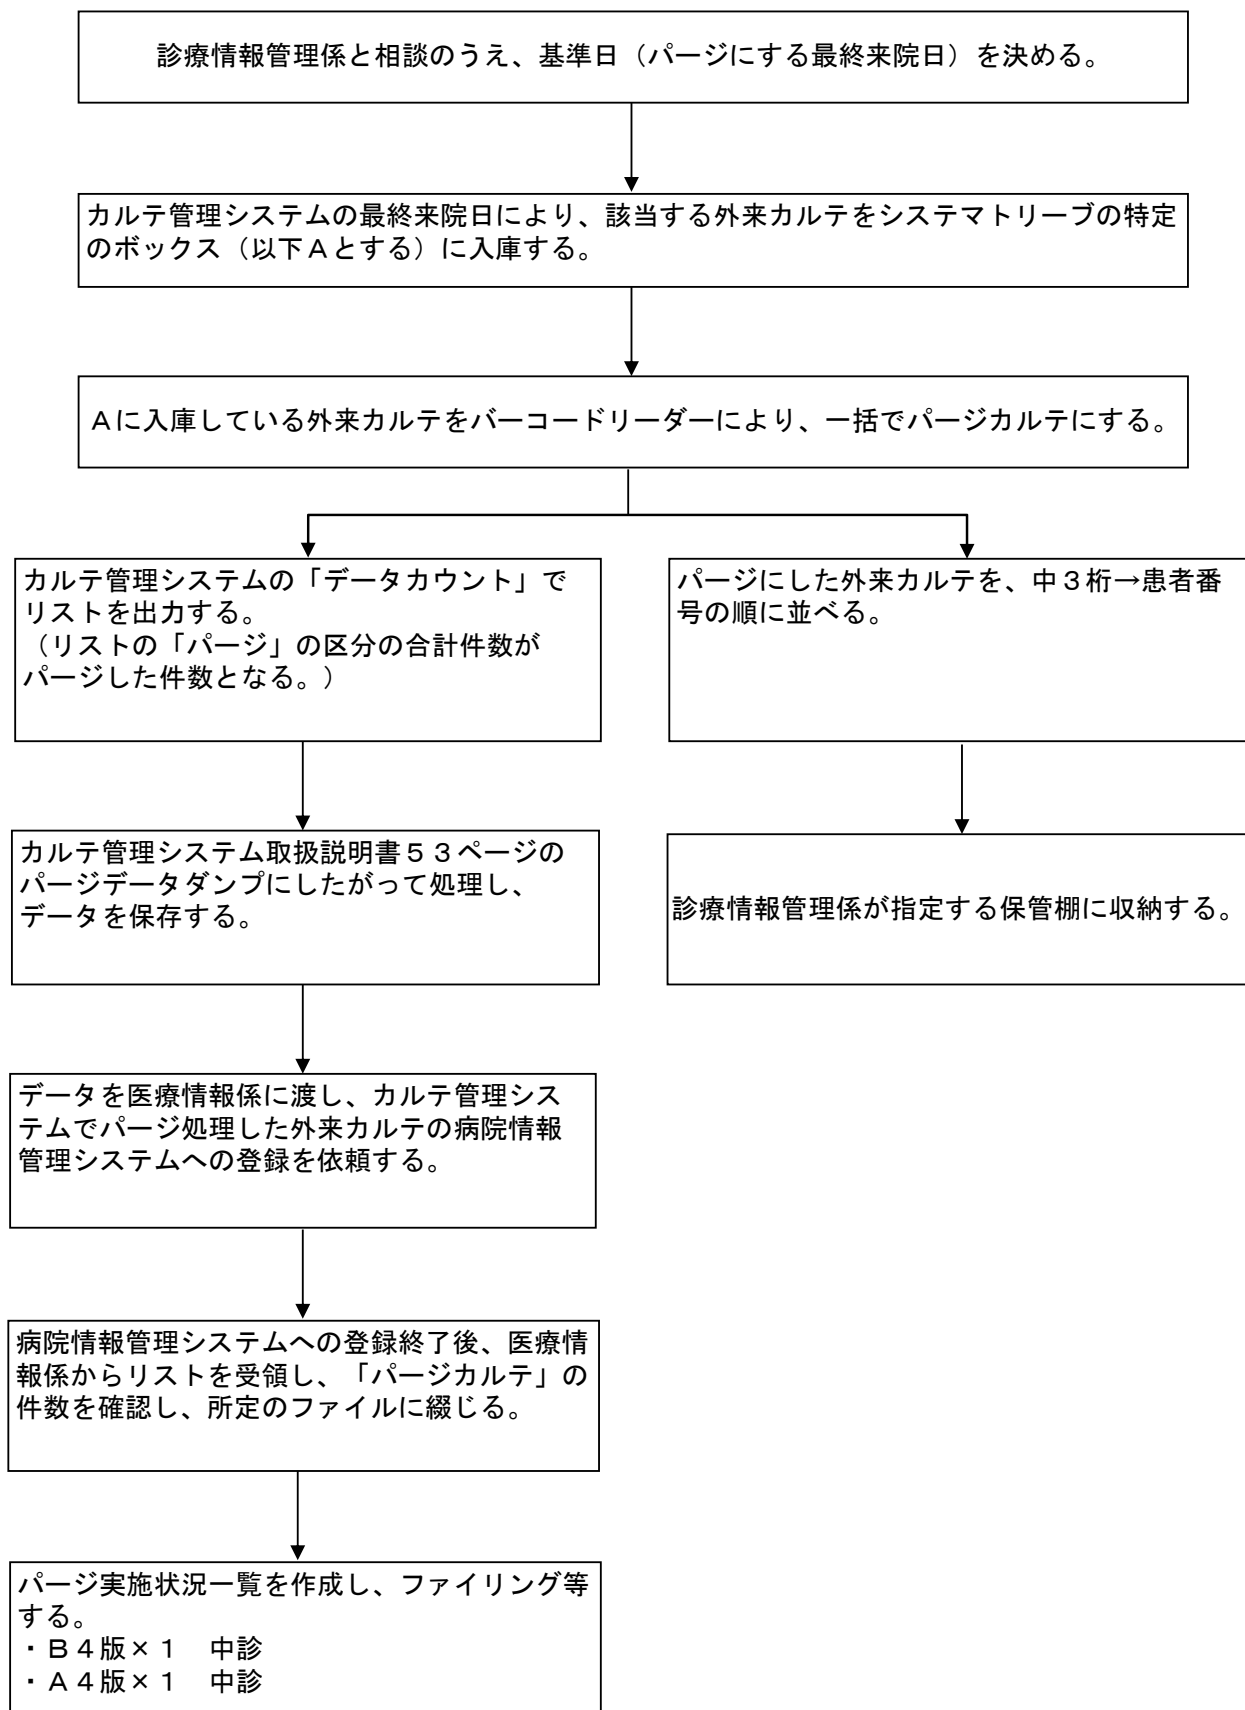 診療情報管理係と相談のうえ、基準日（パージにする最終来院日）を決める。
カルテ管理システムの最終来院日により、該当する外来カルテをシステマトリーブの特定
のボックス（以下Ａとする）に入庫する。
Ａに入庫している外来カルテをバーコードリーダーにより、一括でパージカルテにする。
カルテ管理システムの「データカウント」で
リストを出力する。
（リストの「パージ」の区分の合計件数が
パージした件数となる。）
パージにした外来カルテを、中３桁→患者番
号の順に並べる。
カルテ管理システム取扱説明書５３ページの
パージデータダンプにしたがって処理し、
データを保存する。
診療情報管理係が指定する保管棚に収納する。
データを医療情報係に渡し、カルテ管理シス
テムでパージ処理した外来カルテの病院情報
管理システムへの登録を依頼する。
病院情報管理システムへの登録終了後、医療情
報係からリストを受領し、「パージカルテ」の
件数を確認し、所定のファイルに綴じる。
パージ実施状況一覧を作成し、ファイリング等
する。
・Ｂ４版×１　中診
・Ａ４版×１　中診